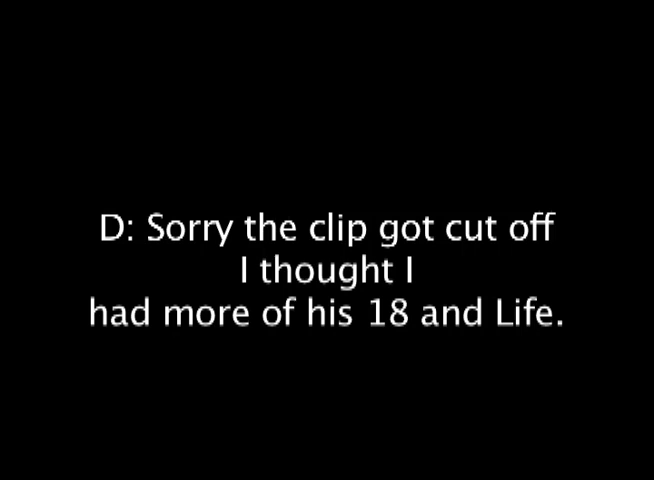 D: Sorry the clip got cut off
I thought I
had more of his 18 and Life.